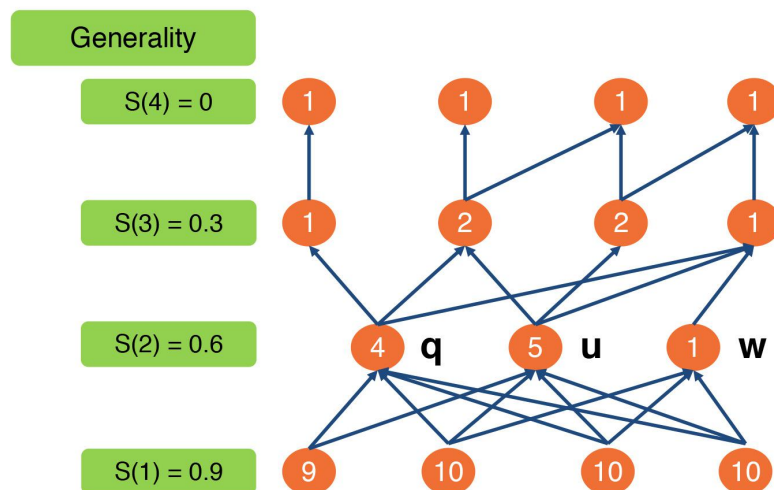 Generality
S(4) = 0 1 1 1 1
S(3) = 0.3 1 2 2 1
S(2) = 0.6 4 q 5 u 1 w
S(1) = 0.9 9 10 10 10